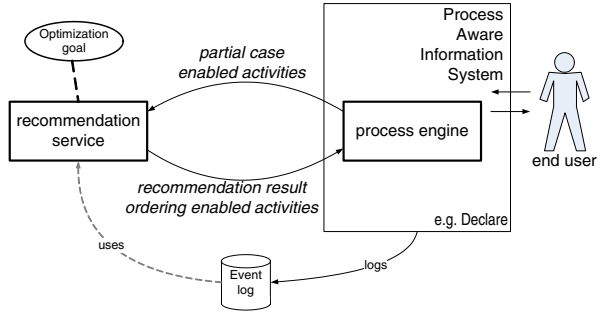 Optimization
goal
partial case
enabled activities
Process
Aware
Information
System
recommendation
service
process engine
end user
recommendation result
ordering enabled activities
e.g. Declare
uses
logs
Event
log